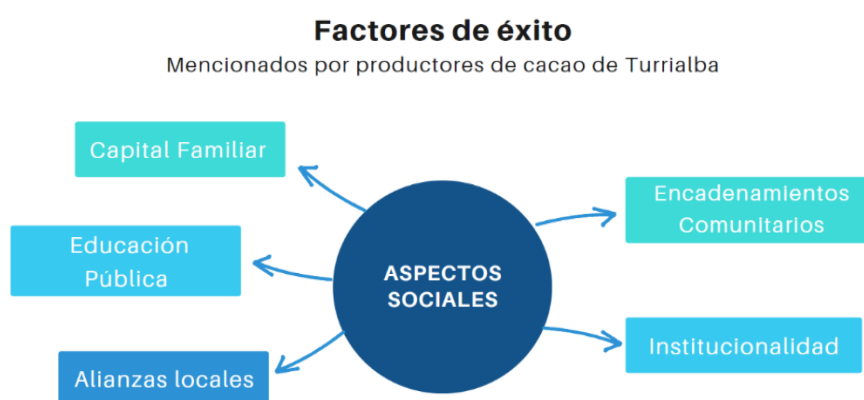 Factores de éxito
Mencionados por productores de cacao de Turrialba
Capital Familiar
Educación
Pública
Alianzas locales
ASPECTOS
SOCIALES
Encadenamientos
Comunitarios
Institucionalidad